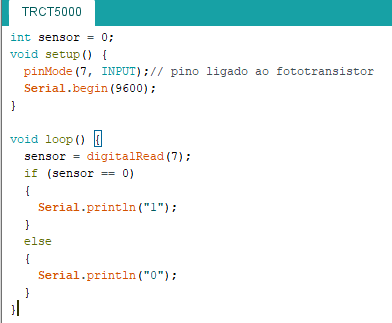 TRCT5000
int sensor = 0;
void setup() {
pinMode(7, INPUT);// pino ligado ao fototransistor
Serial.begin(9600);
}
void loop() {
sensor = digitalRead(7);
if (sensor == 0)
{
Serial.println("1");
}
else
{
Serial.println("0");
}
}